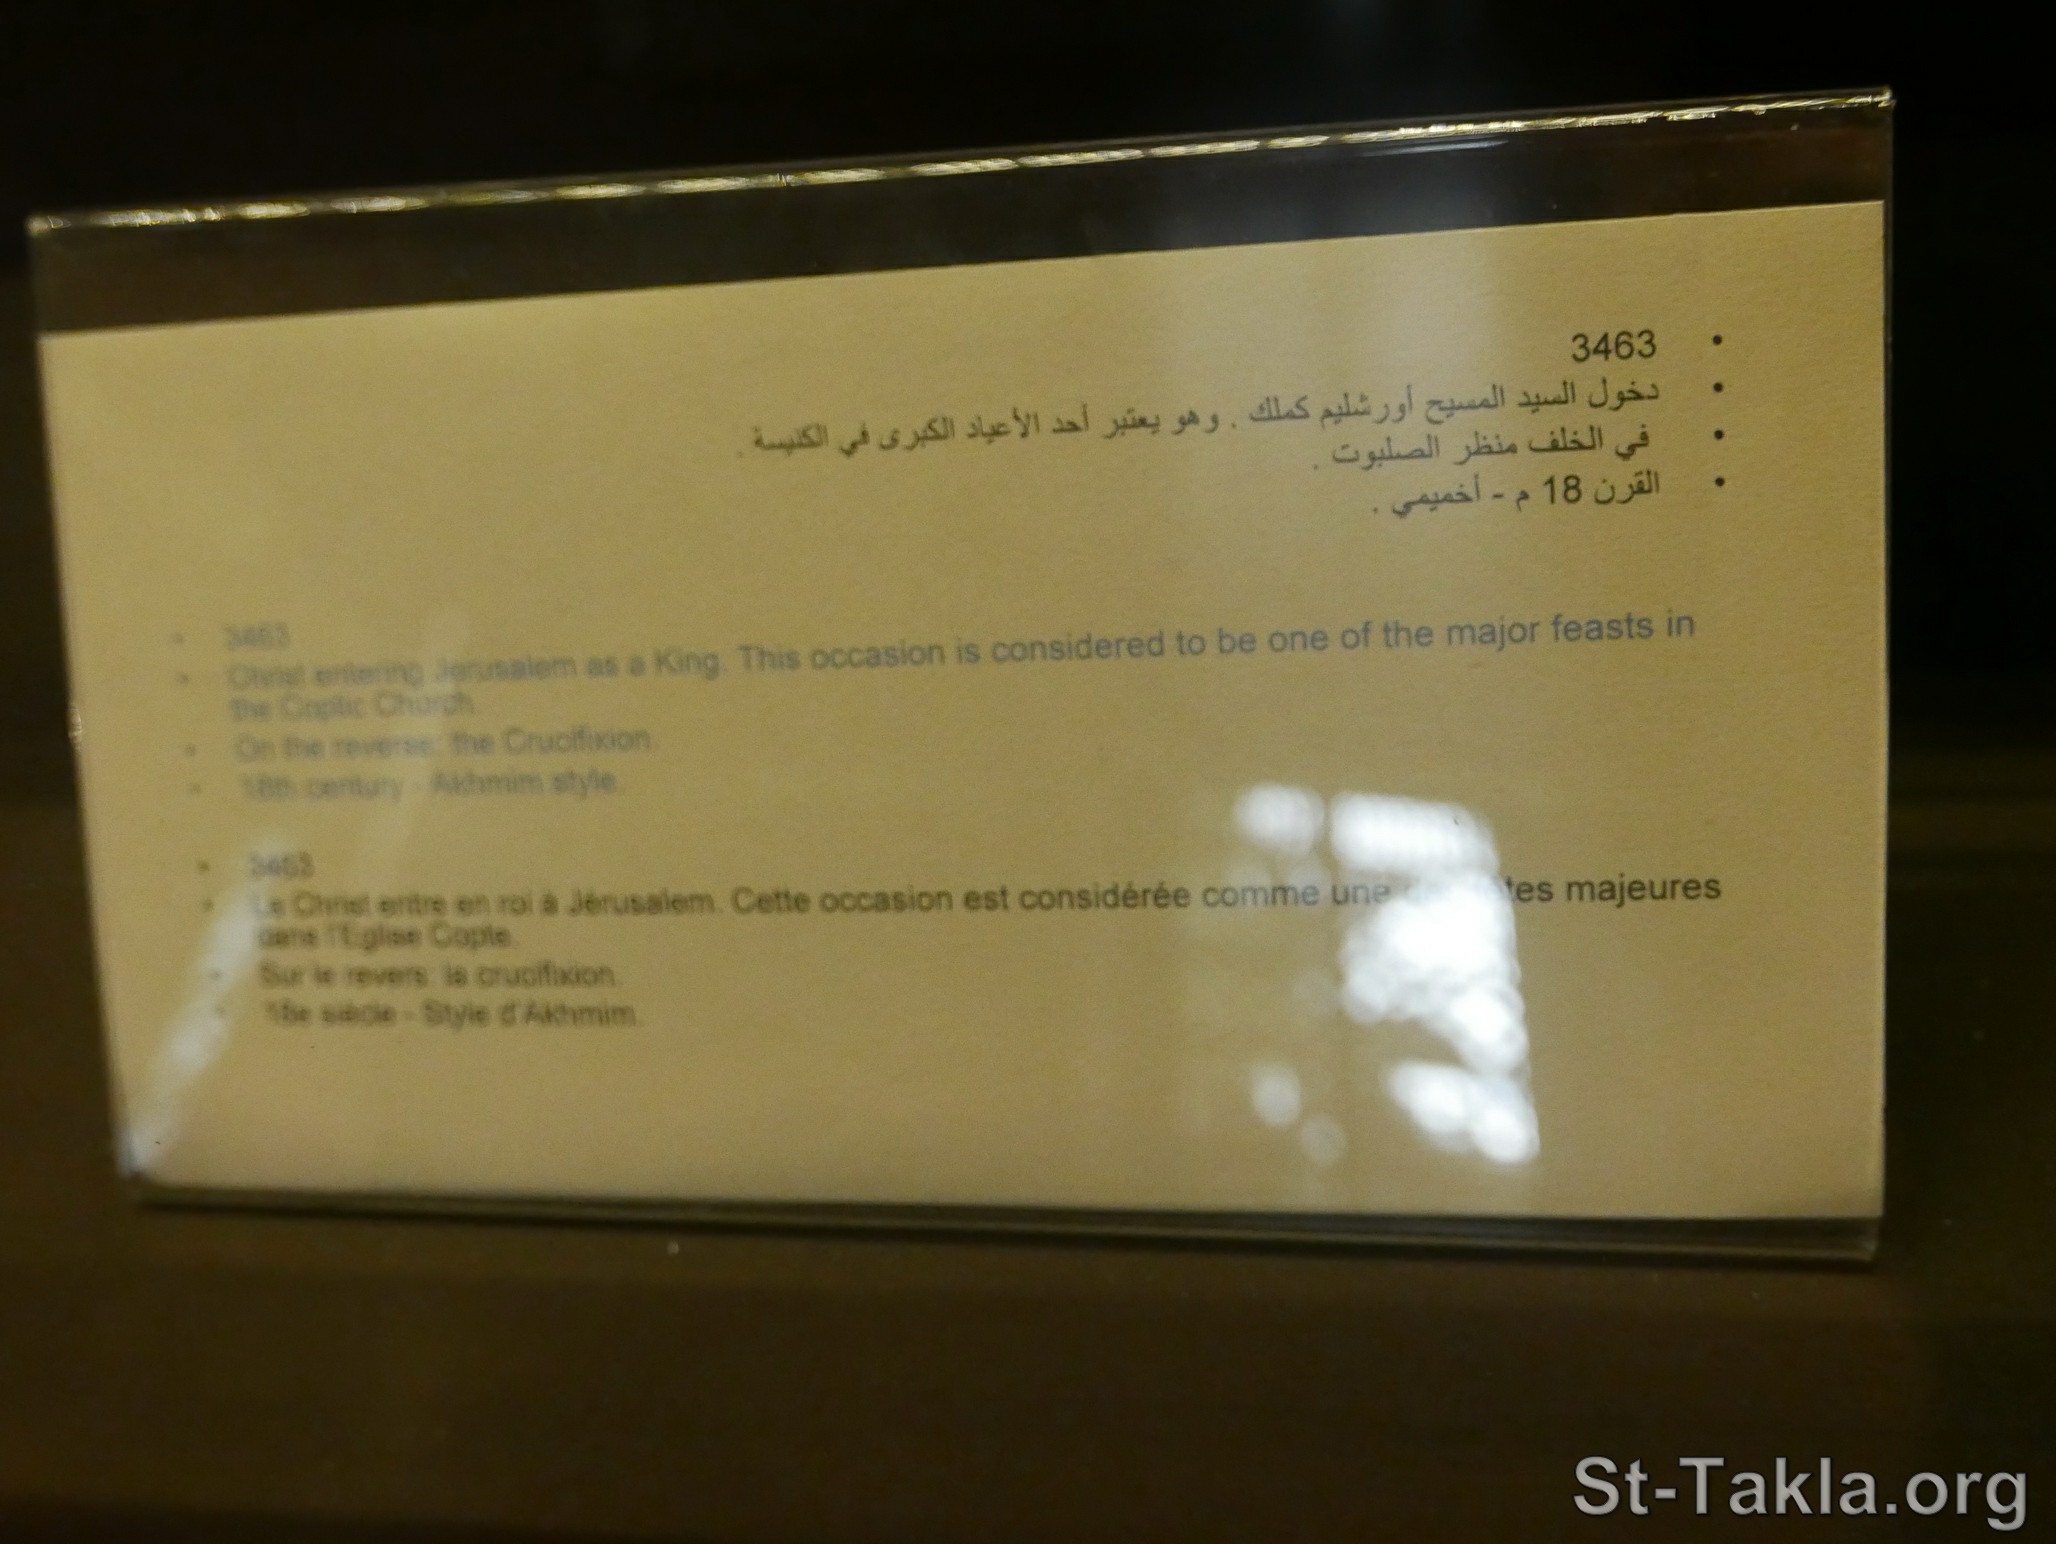 3463
دخول السيد المسيح أورشليم كملك . وهو يعتبر أحد الأعياد الكبرى في الكنيسة .
في الخلف منظر الصلبوت .
القرن 18 م - أخميمي .
3463
Christ entering Jerusalem as a King. This occasion is considered to be one of the major feasts in
the Coptic Church.
On the reverse: the Crucifixion.
18th century - Akhmim style.
3463
Le Christ entre en roi à Jérusalem. Cette occasion est considérée comme une des fêtes majeures
dans l'Eglise Copte.
Sur le revers: la crucifixion.
18e siècle - Style d'Akhmim.
St-Takla.org